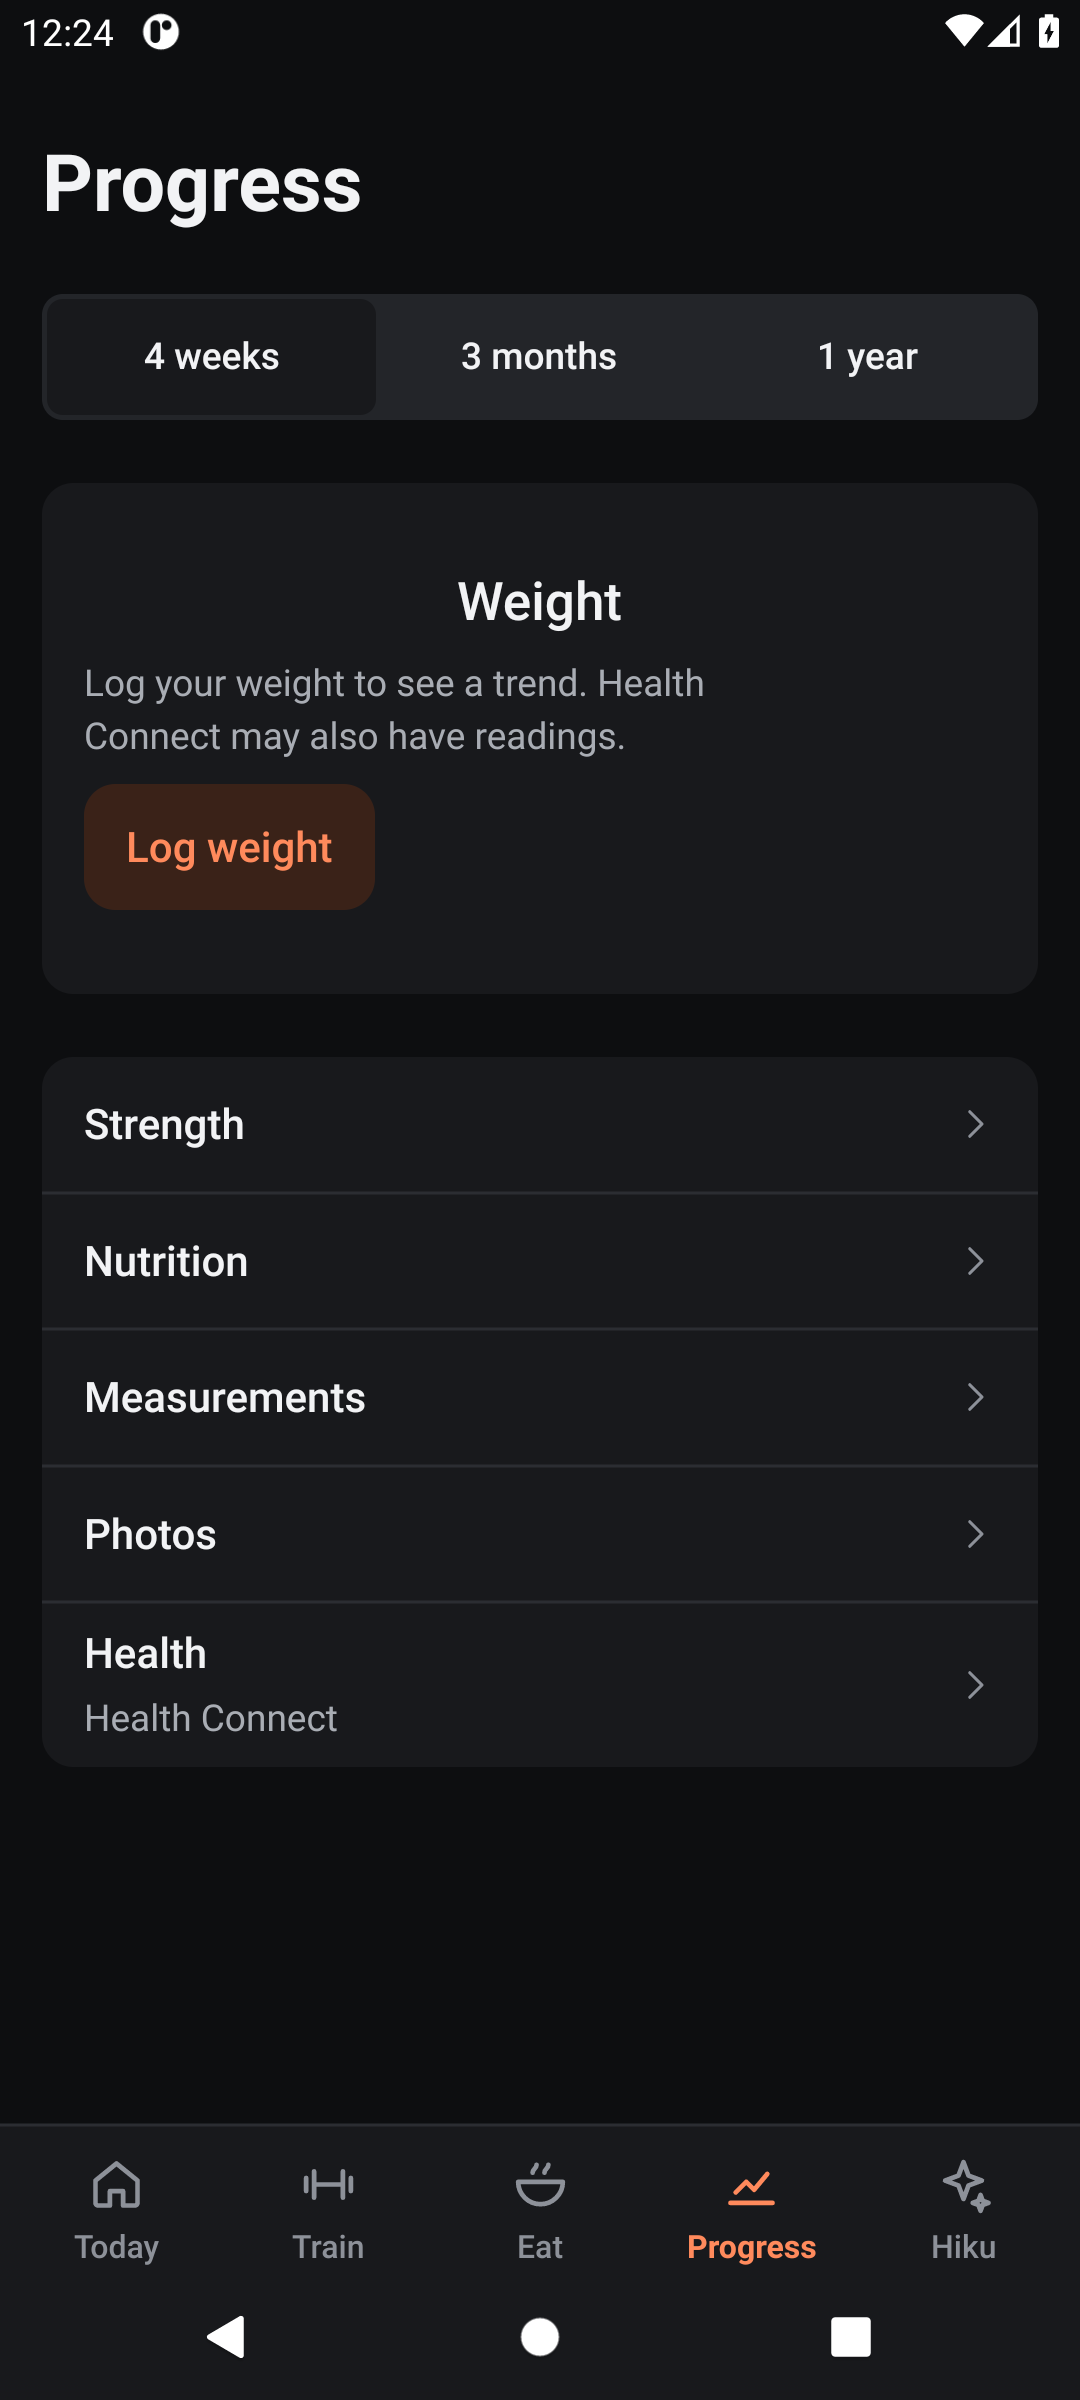 12:24
Progress
4 weeks
3 months
1 year
Weight
Log your weight to see a trend. Health
Connect may also have readings.
Log weight
Strength
Nutrition
Measurements
Photos
Health
Health Connect
Today
Train
Eat
Progress
Hiku